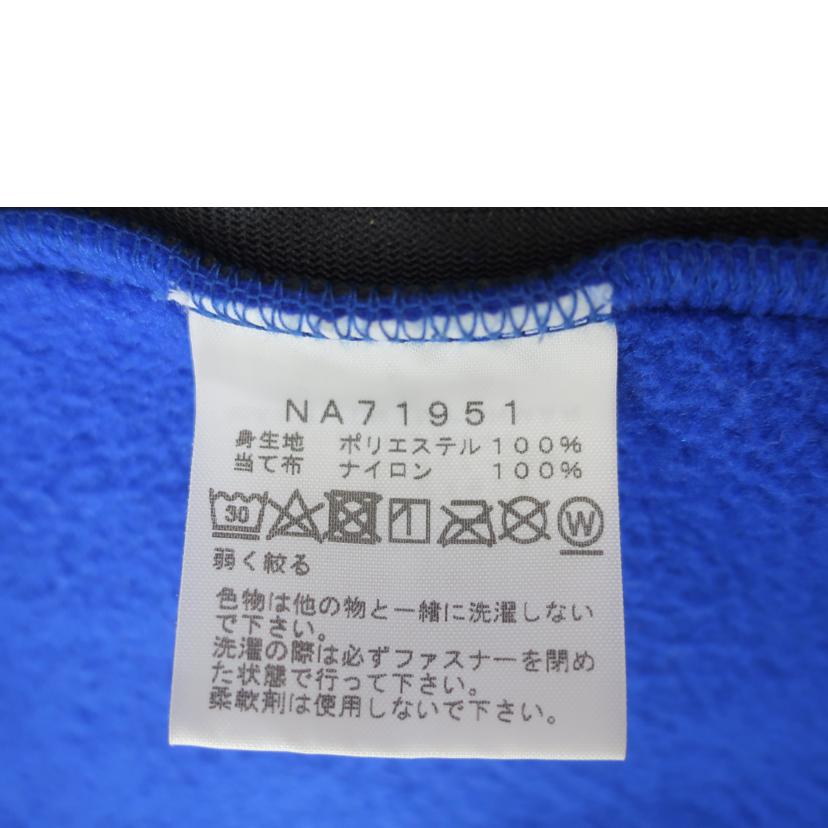 NA71951
身生地 ポリエステル100%
当て布 ナイロン 100%
30 W
弱く絞る
色物は他の物と一緒に洗濯しない
で下さい。
洗濯の際は必ずファスナーを閉め
た状態で行って下さい。
柔軟剤は使用しないで下さい。